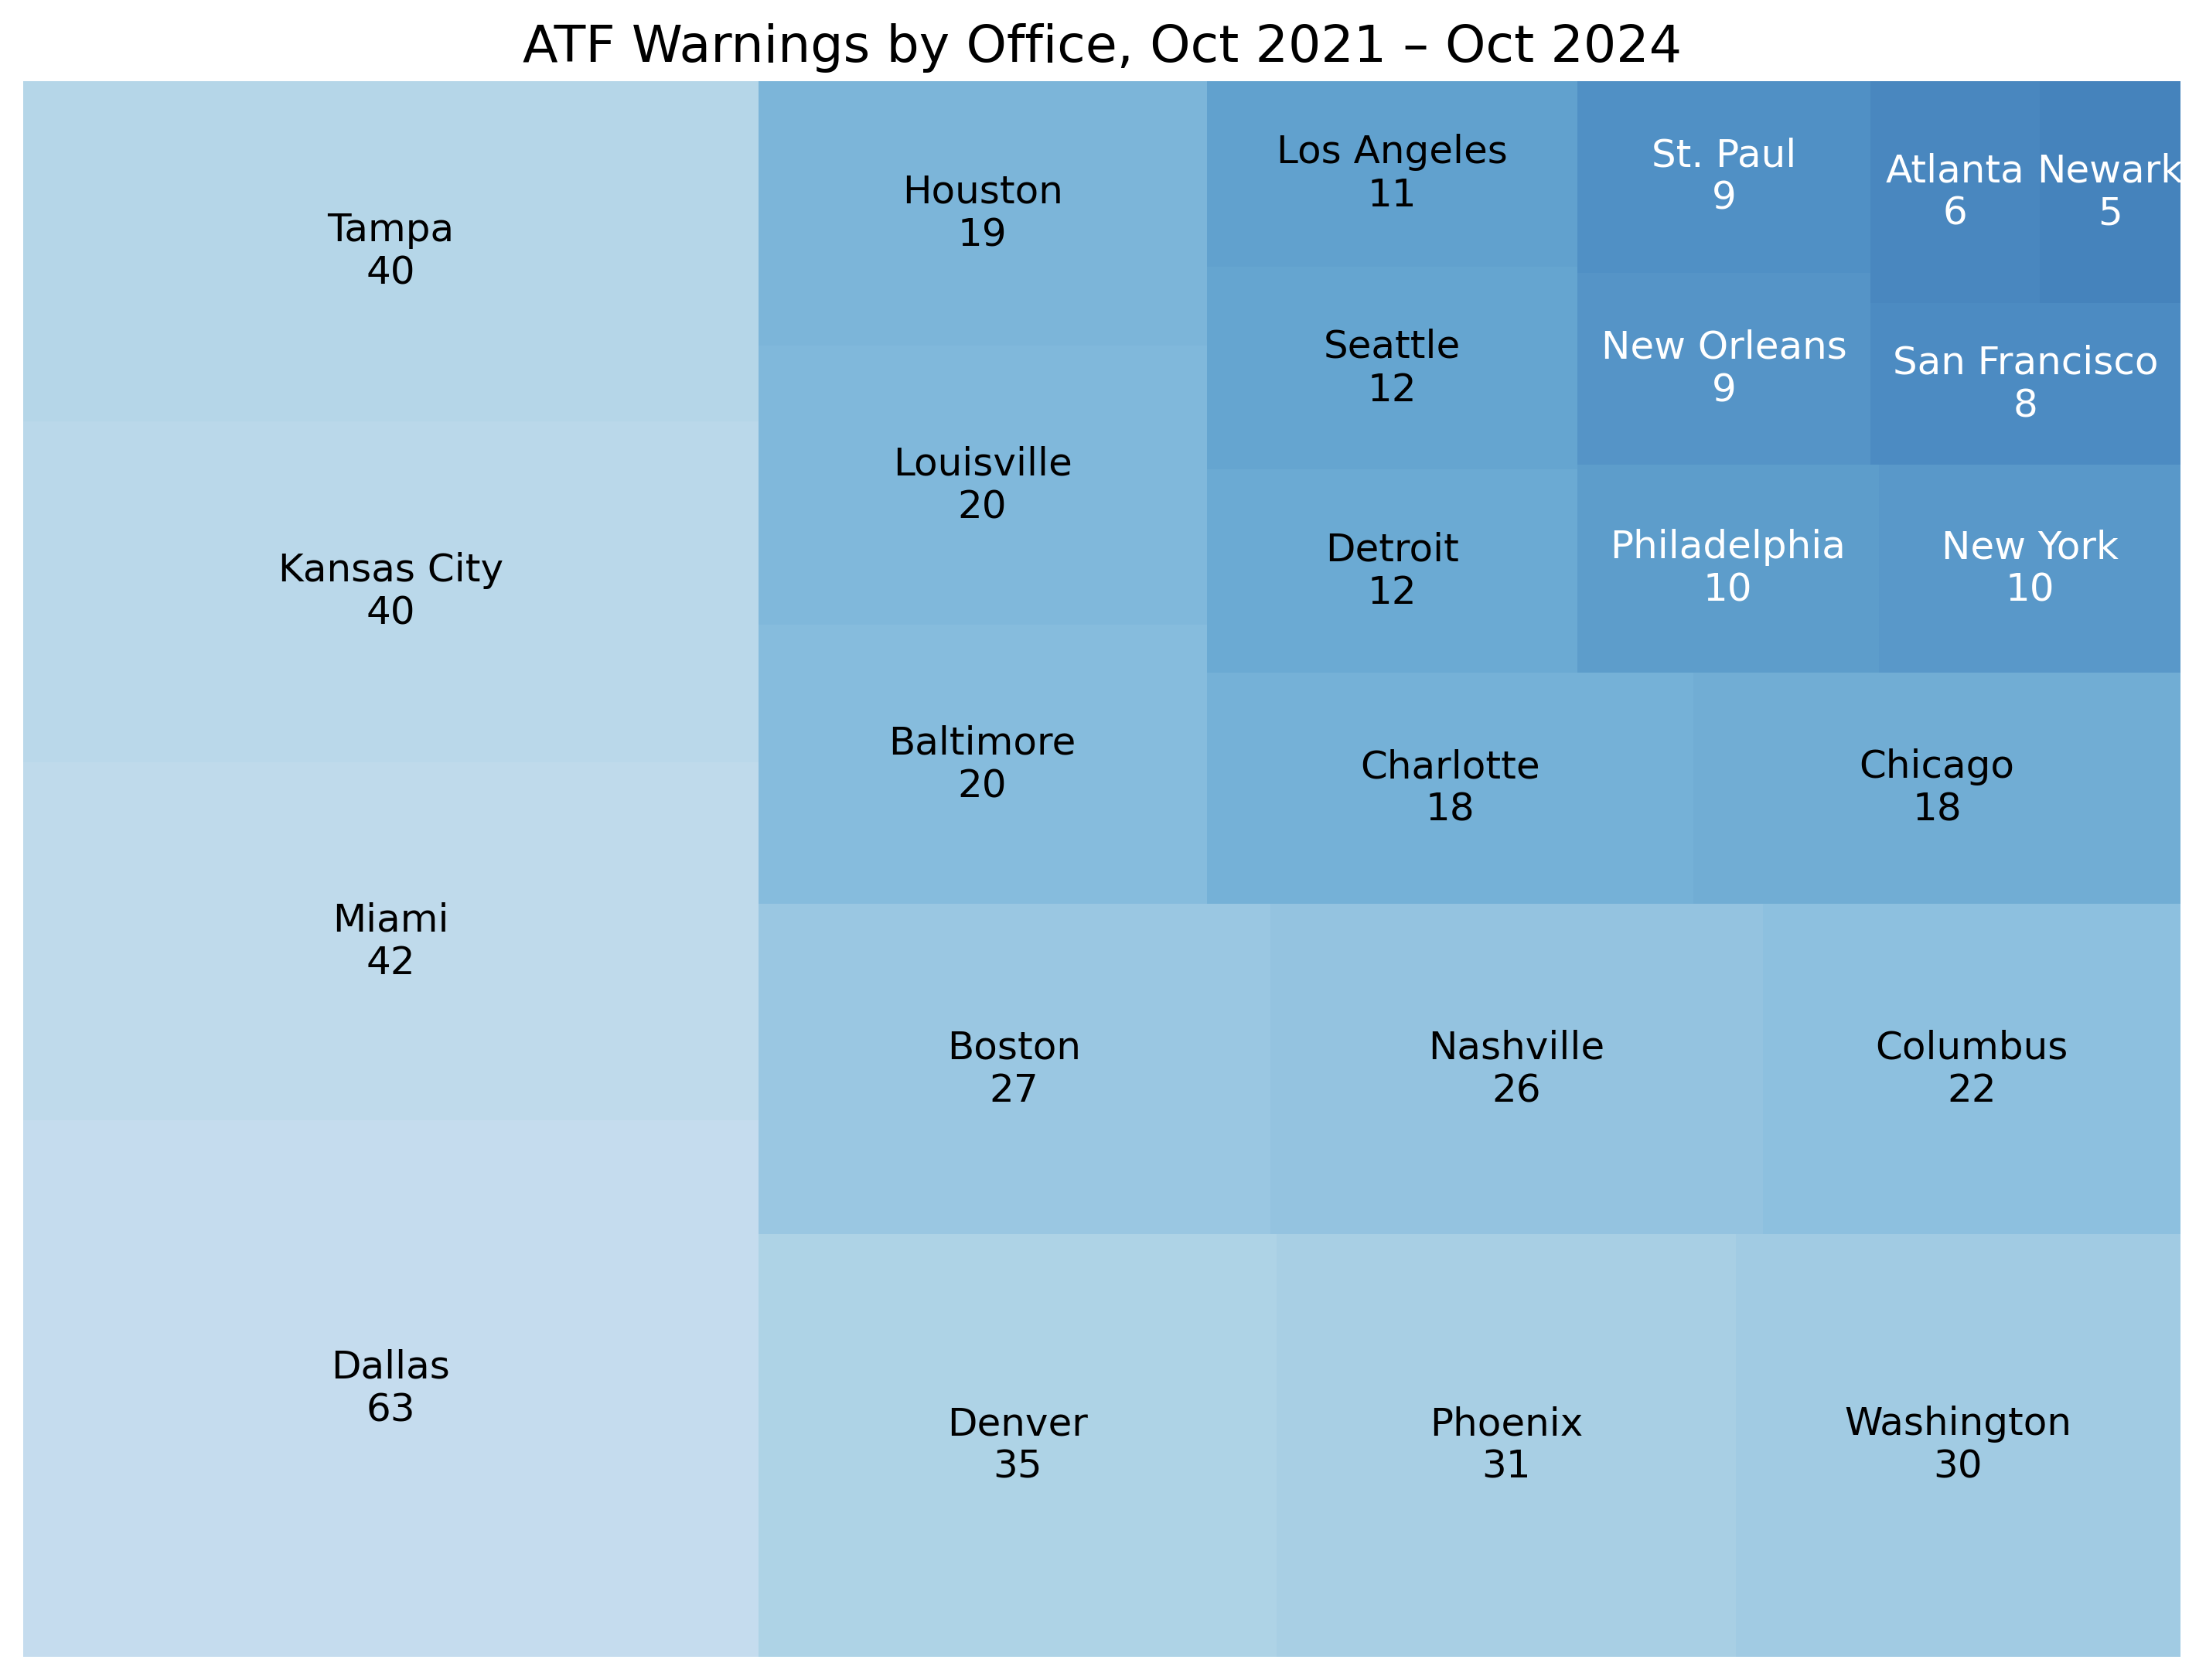 ATF Warnings by Office, Oct 2021 – Oct 2024
Tampa
40
Kansas City
40
Miami
42
Dallas
63
Houston
19
Louisville
20
Baltimore
20
Los Angeles
11
Seattle
12
Detroit
12
St. Paul
9
New Orleans
9
Atlanta
6
Newark
5
San Francisco
8
Philadelphia
10
New York
10
Charlotte
18
Chicago
18
Boston
27
Nashville
26
Columbus
22
Denver
35
Phoenix
31
Washington
30